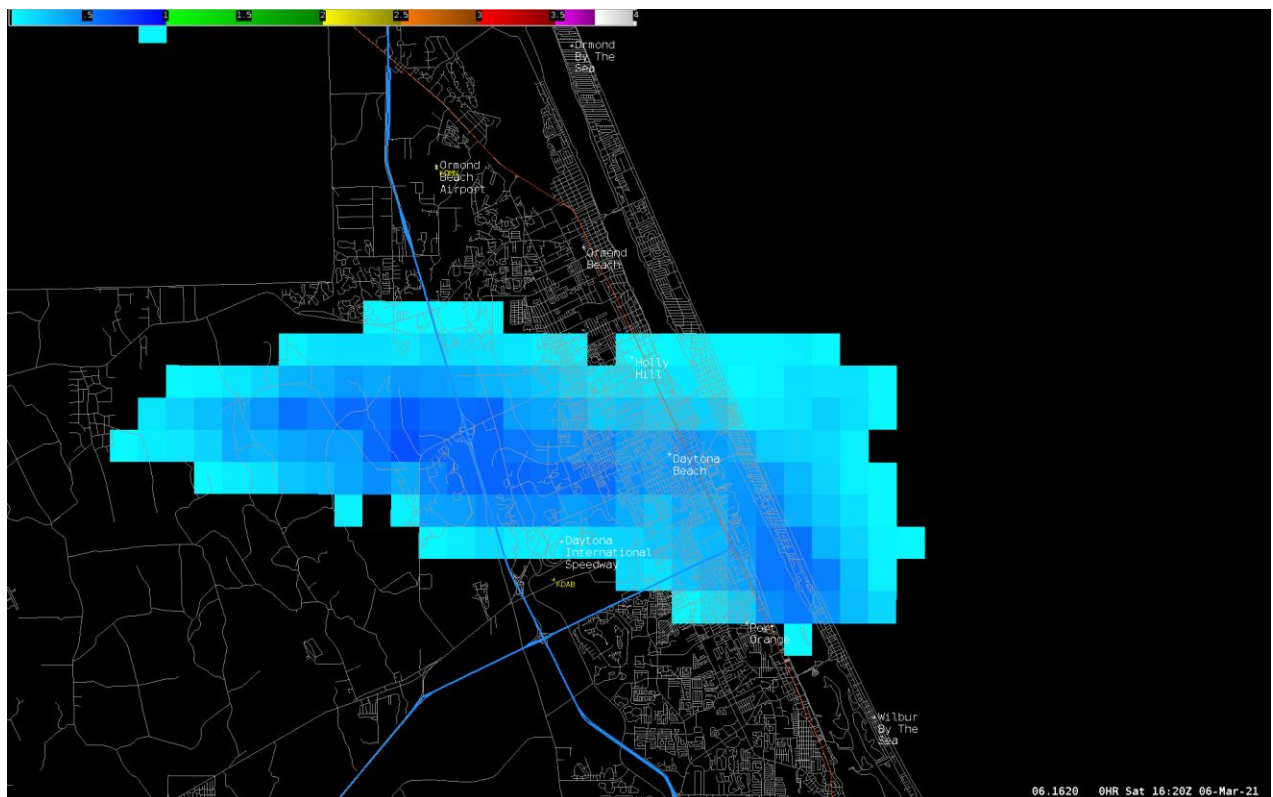 .5 1 1.5 2 2.5 3 3.5 4
Ormond
By The
Sea
Ormond
KOMN
Beach
Airport
Ormond
Beach
Holly
Hill
Daytona
Beach
Daytona
International
Speedway
KDAB
Port
Orange
Wilbur
By The
Sea
06.1620 0HR Sat 16:20Z 06-Mar-21